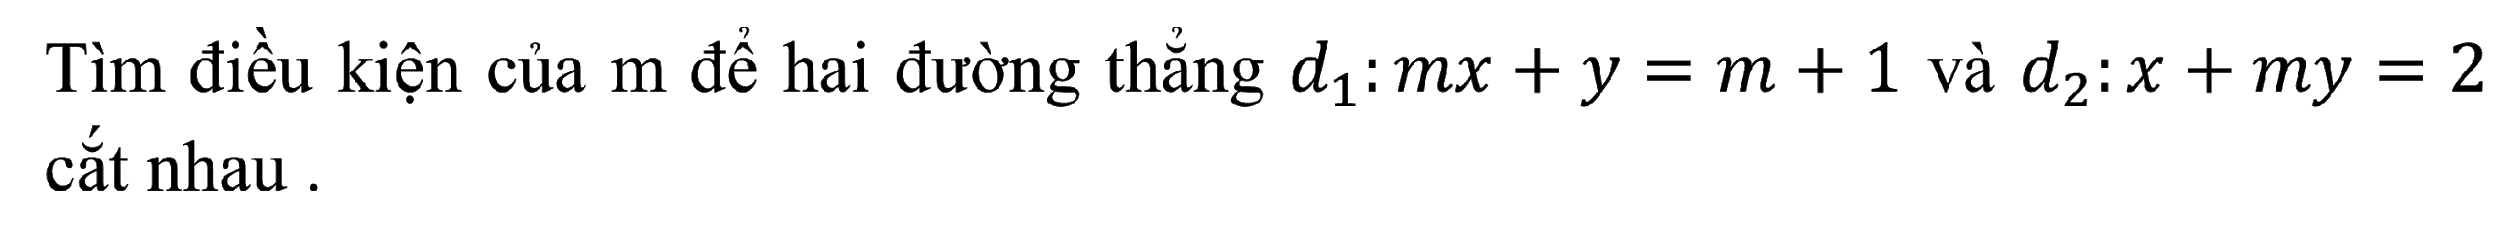 Tìm điều kiện của m để hai đường thẳng d₁: mx + y = m + 1 và d₂: x + my = 2
cắt nhau .